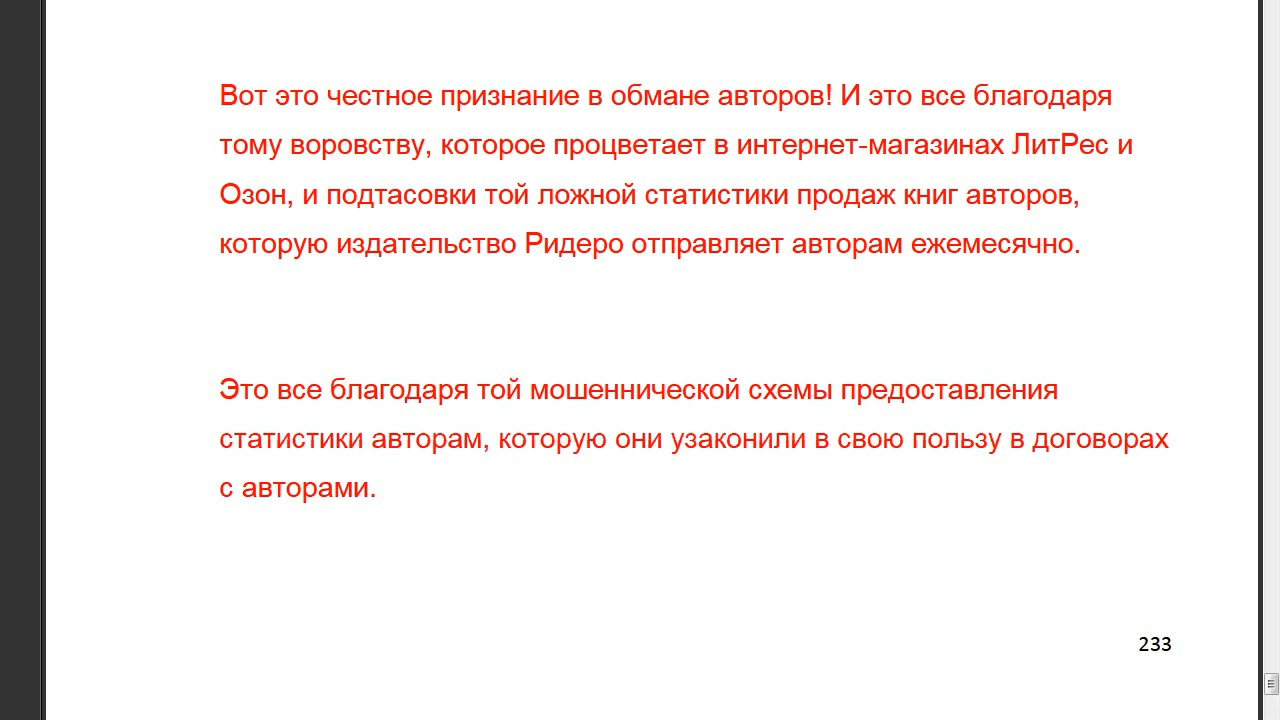 Вот это честное признание в обмане авторов! И это все благодаря
тому воровству, которое процветает в интернет-магазинах ЛитРес и
Озон, и подтасовки той ложной статистики продаж книг авторов,
которую издательство Ридеро отправляет авторам ежемесячно.
Это все благодаря той мошеннической схемы предоставления
статистики авторам, которую они узаконили в свою пользу в договорах
с авторами.
233